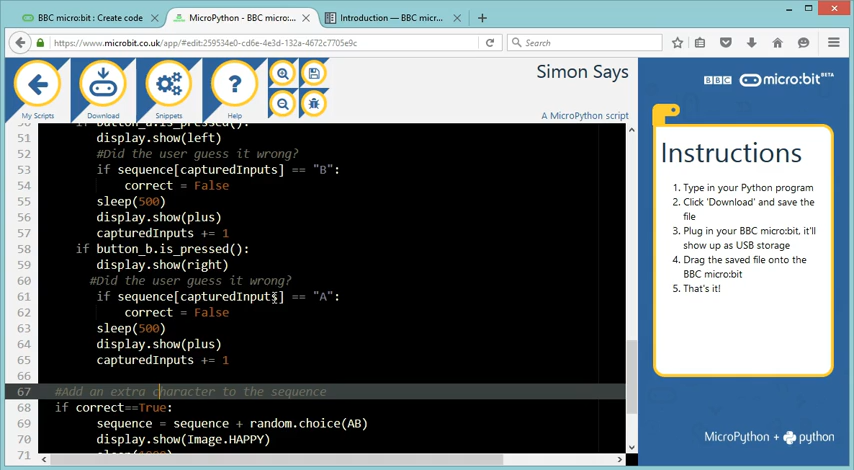 BBC micro:bit : Create code
MicroPython - BBC micro:bit...
Introduction — BBC micr...
https://www.microbit.co.uk/app/#edit:259534e0-cd6e-4e3d-132a-4672c7705e9c
Search
My Scripts
Download
Snippets
Help
Simon Says
A MicroPython script
51 display.show(left)
52 #Did the user guess it wrong?
53 if sequence[capturedInputs] == "B":
54 correct = False
55 sleep(500)
56 display.show(plus)
57 capturedInputs += 1
58 if button_b.is_pressed():
59 display.show(right)
60 #Did the user guess it wrong?
61 if sequence[capturedInputs] == "A":
62 correct = False
63 sleep(500)
64 display.show(plus)
65 capturedInputs += 1
66
67 #Add an extra character to the sequence
68 if correct==True:
69 sequence = sequence + random.choice(AB)
70 display.show(Image.HAPPY)
71
BBC micro:bit BETA
Instructions
1. Type in your Python program
2. Click 'Download' and save the
file
3. Plug in your BBC micro:bit, it'll
show up as USB storage
4. Drag the saved file onto the
BBC micro:bit
5. That's it!
MicroPython + python